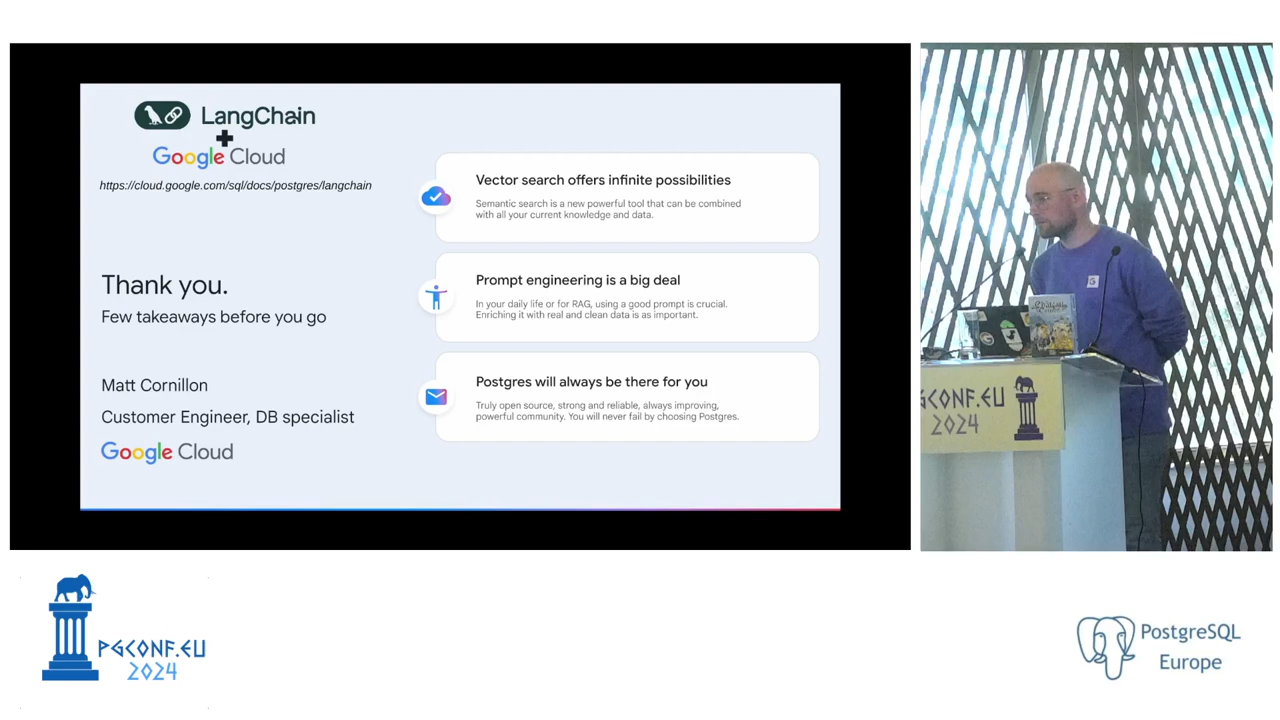 LangChain
Google Cloud
https://cloud.google.com/sql/docs/postgres/langchain
Thank you.
Few takeaways before you go
Matt Cornillon
Customer Engineer, DB specialist
Google Cloud
Vector search offers infinite possibilities
Semantic search is a new powerful tool that can be combined
with all your current knowledge and data.
Prompt engineering is a big deal
In your daily life or for RAG, using a good prompt is crucial.
Enriching it with real and clean data is as important.
Postgres will always be there for you
Truly open source, strong and reliable, always improving,
powerful community. You will never fail by choosing Postgres.
GCONF.EU
2024
PGCONF.EU
2024
PostgreSQL
Europe